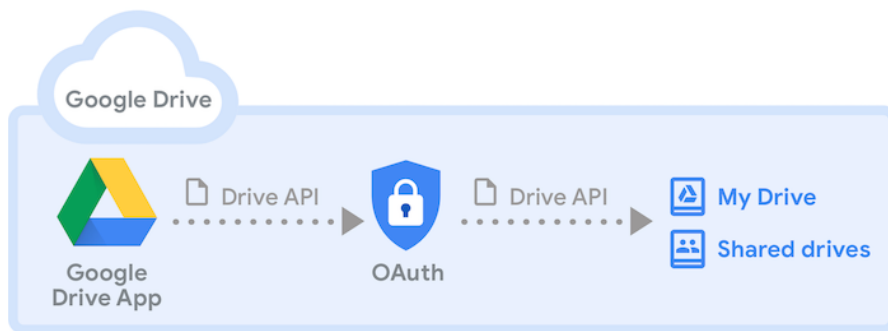 Google Drive
Drive API
Drive API
My Drive
Shared drives
Google
Drive App
OAuth